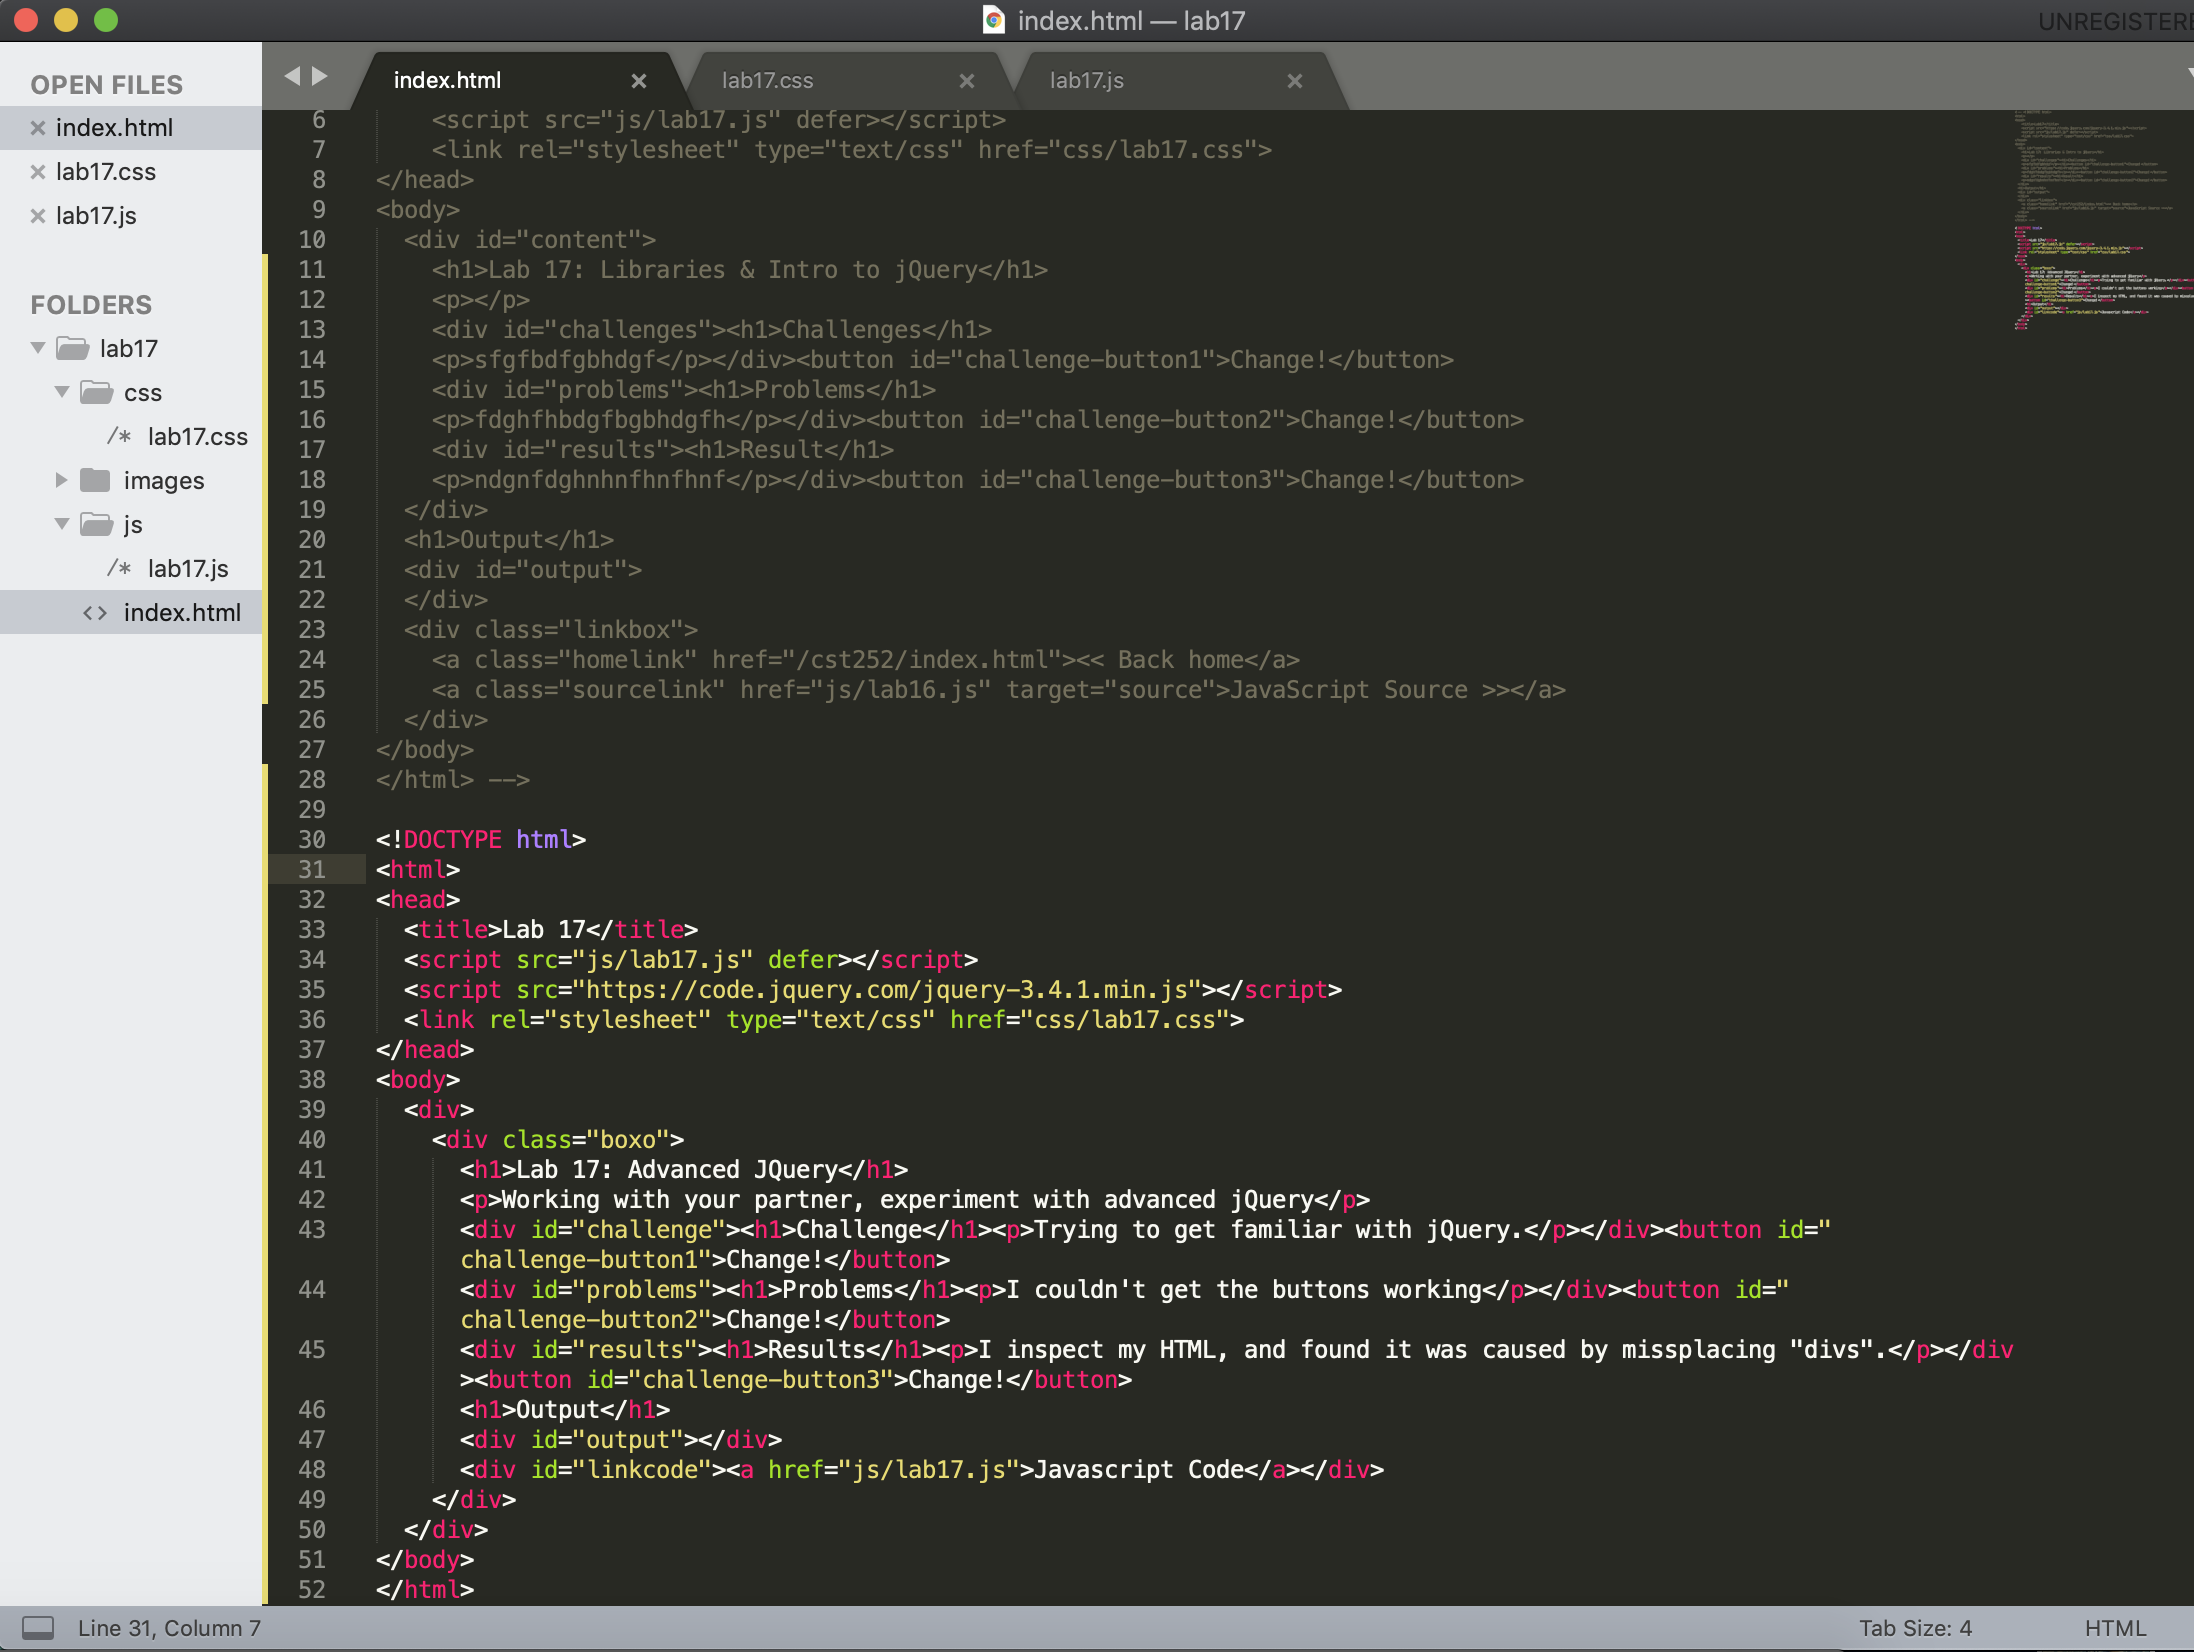 index.html — lab17
UNREGISTERE
OPEN FILES
index.html
lab17.css
lab17.js
FOLDERS
lab17
css
/* lab17.css
images
js
/* lab17.js
<> index.html
index.html
lab17.css
lab17.js
6 <script src="js/lab17.js" defer></script>
7 <link rel="stylesheet" type="text/css" href="css/lab17.css">
8 </head>
9 <body>
10 <div id="content">
11 <h1>Lab 17: Libraries & Intro to jQuery</h1>
12 <p></p>
13 <div id="challenges"><h1>Challenges</h1>
14 <p>sfgfbdfgbhdgf</p></div><button id="challenge-button1">Change!</button>
15 <div id="problems"><h1>Problems</h1>
16 <p>fdghfhbdgfbgbhdgfh</p></div><button id="challenge-button2">Change!</button>
17 <div id="results"><h1>Result</h1>
18 <p>ndgnfdghnhnfhnfhnf</p></div><button id="challenge-button3">Change!</button>
19 </div>
20 <h1>Output</h1>
21 <div id="output">
22 </div>
23 <div class="linkbox">
24 <a class="homelink" href="/cst252/index.html"><< Back home</a>
25 <a class="sourcelink" href="js/lab16.js" target="source">JavaScript Source >></a>
26 </div>
27 </body>
28 </html> -->
29
30 <!DOCTYPE html>
31 <html>
32 <head>
33 <title>Lab 17</title>
34 <script src="js/lab17.js" defer></script>
35 <script src="https://code.jquery.com/jquery-3.4.1.min.js"></script>
36 <link rel="stylesheet" type="text/css" href="css/lab17.css">
37 </head>
38 <body>
39 <div>
40 <div class="boxo">
41 <h1>Lab 17: Advanced JQuery</h1>
42 <p>Working with your partner, experiment with advanced jQuery</p>
43 <div id="challenge"><h1>Challenge</h1><p>Trying to get familiar with jQuery.</p></div><button id="
challenge-button1">Change!</button>
44 <div id="problems"><h1>Problems</h1><p>I couldn't get the buttons working</p></div><button id="
challenge-button2">Change!</button>
45 <div id="results"><h1>Results</h1><p>I inspect my HTML, and found it was caused by missplacing "divs".</p></div
><button id="challenge-button3">Change!</button>
46 <h1>Output</h1>
47 <div id="output"></div>
48 <div id="linkcode"><a href="js/lab17.js">Javascript Code</a></div>
49 </div>
50 </div>
51 </body>
52 </html>
Line 31, Column 7
Tab Size: 4
HTML